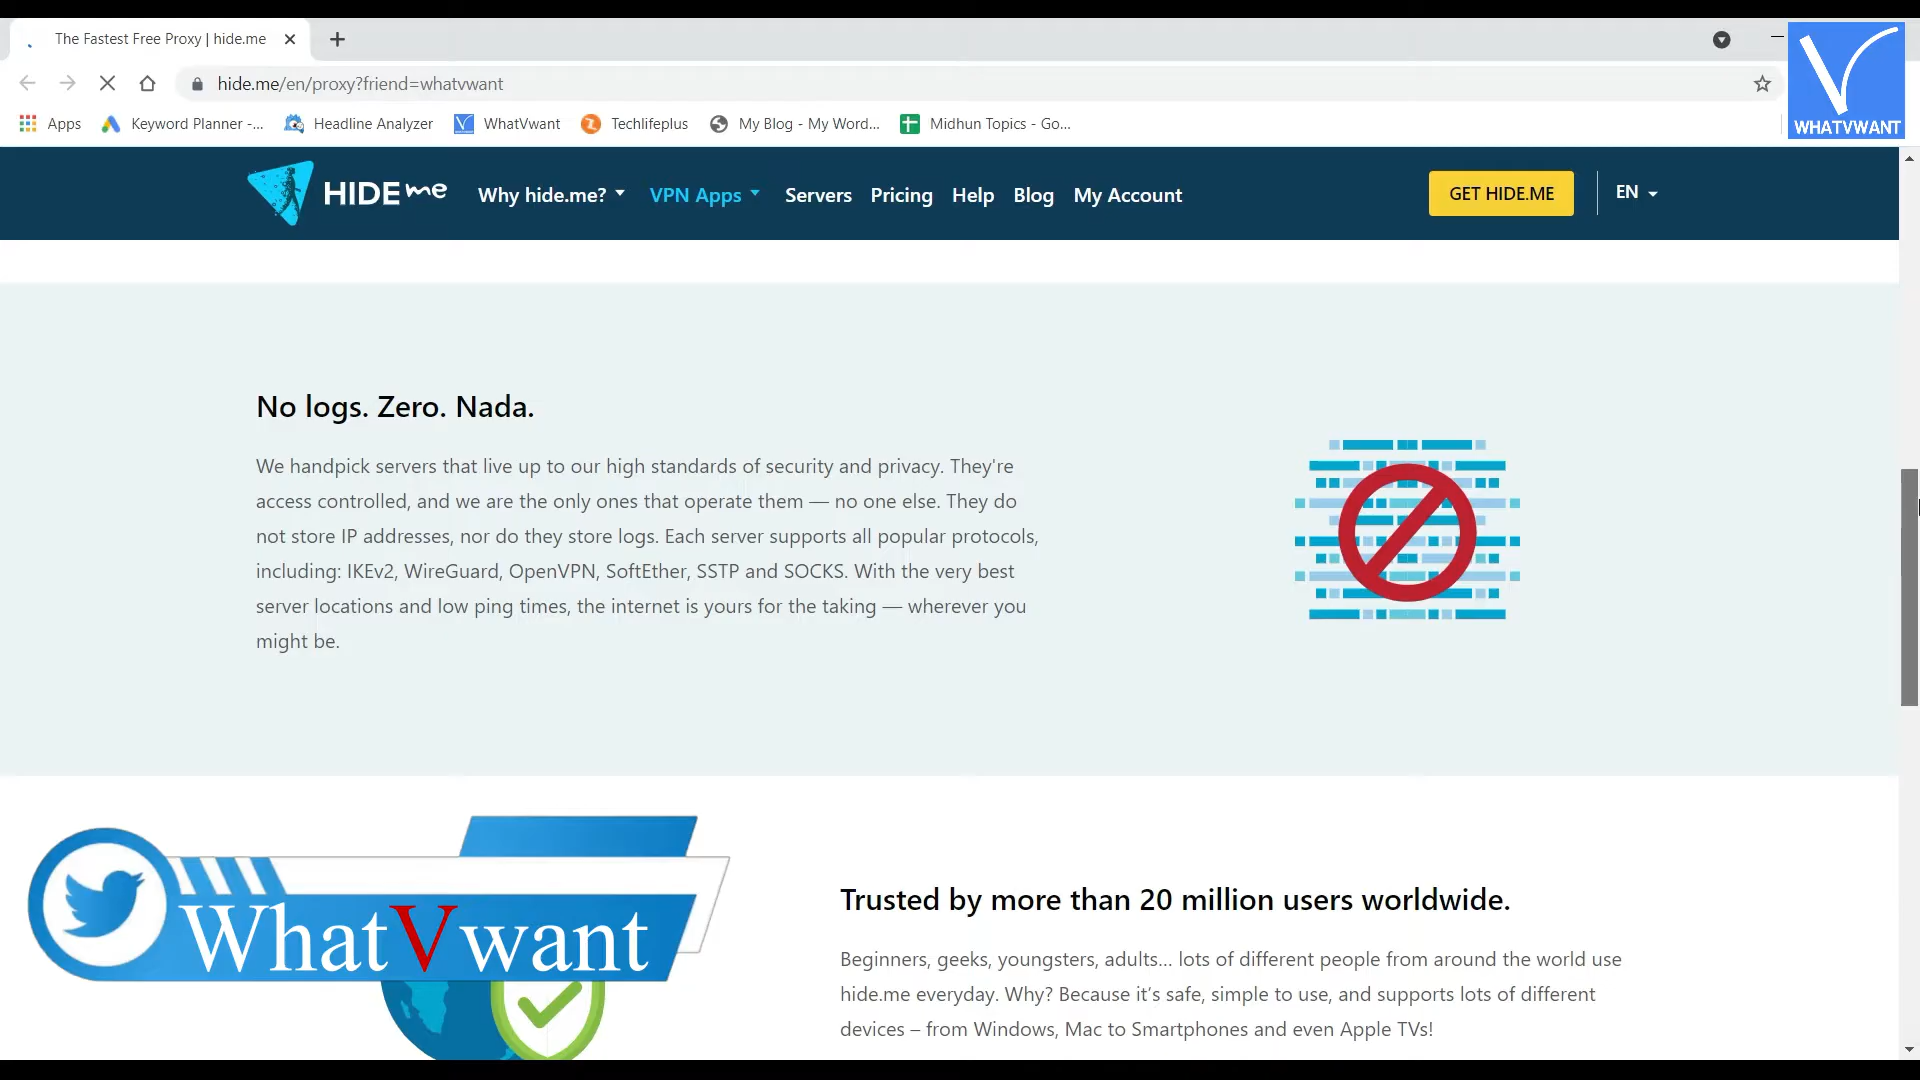 The Fastest Free Proxy | hide.me
hide.me/en/proxy?friend=whatvwant
WHATVWANT
Apps
Keyword Planner -...
Headline Analyzer
WhatVwant
Techlifeplus
My Blog - My Word...
Midhun Topics - Go...
HIDE me
Why hide.me?
VPN Apps
Servers
Pricing
Help
Blog
My Account
GET HIDE.ME
EN
No logs. Zero. Nada.
We handpick servers that live up to our high standards of security and privacy. They're
access controlled, and we are the only ones that operate them — no one else. They do
not store IP addresses, nor do they store logs. Each server supports all popular protocols,
including: IKEv2, WireGuard, OpenVPN, SoftEther, SSTP and SOCKS. With the very best
server locations and low ping times, the internet is yours for the taking — wherever you
might be.
WhatVwant
Trusted by more than 20 million users worldwide.
Beginners, geeks, youngsters, adults... lots of different people from around the world use
hide.me everyday. Why? Because it's safe, simple to use, and supports lots of different
devices – from Windows, Mac to Smartphones and even Apple TVs!